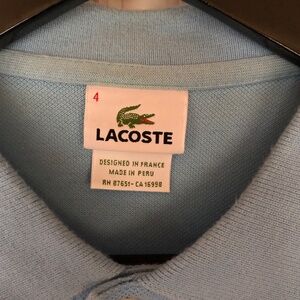 4
LACOSTE
DESIGNED IN FRANCE
MADE IN PERU
RN 87651-CA 16998